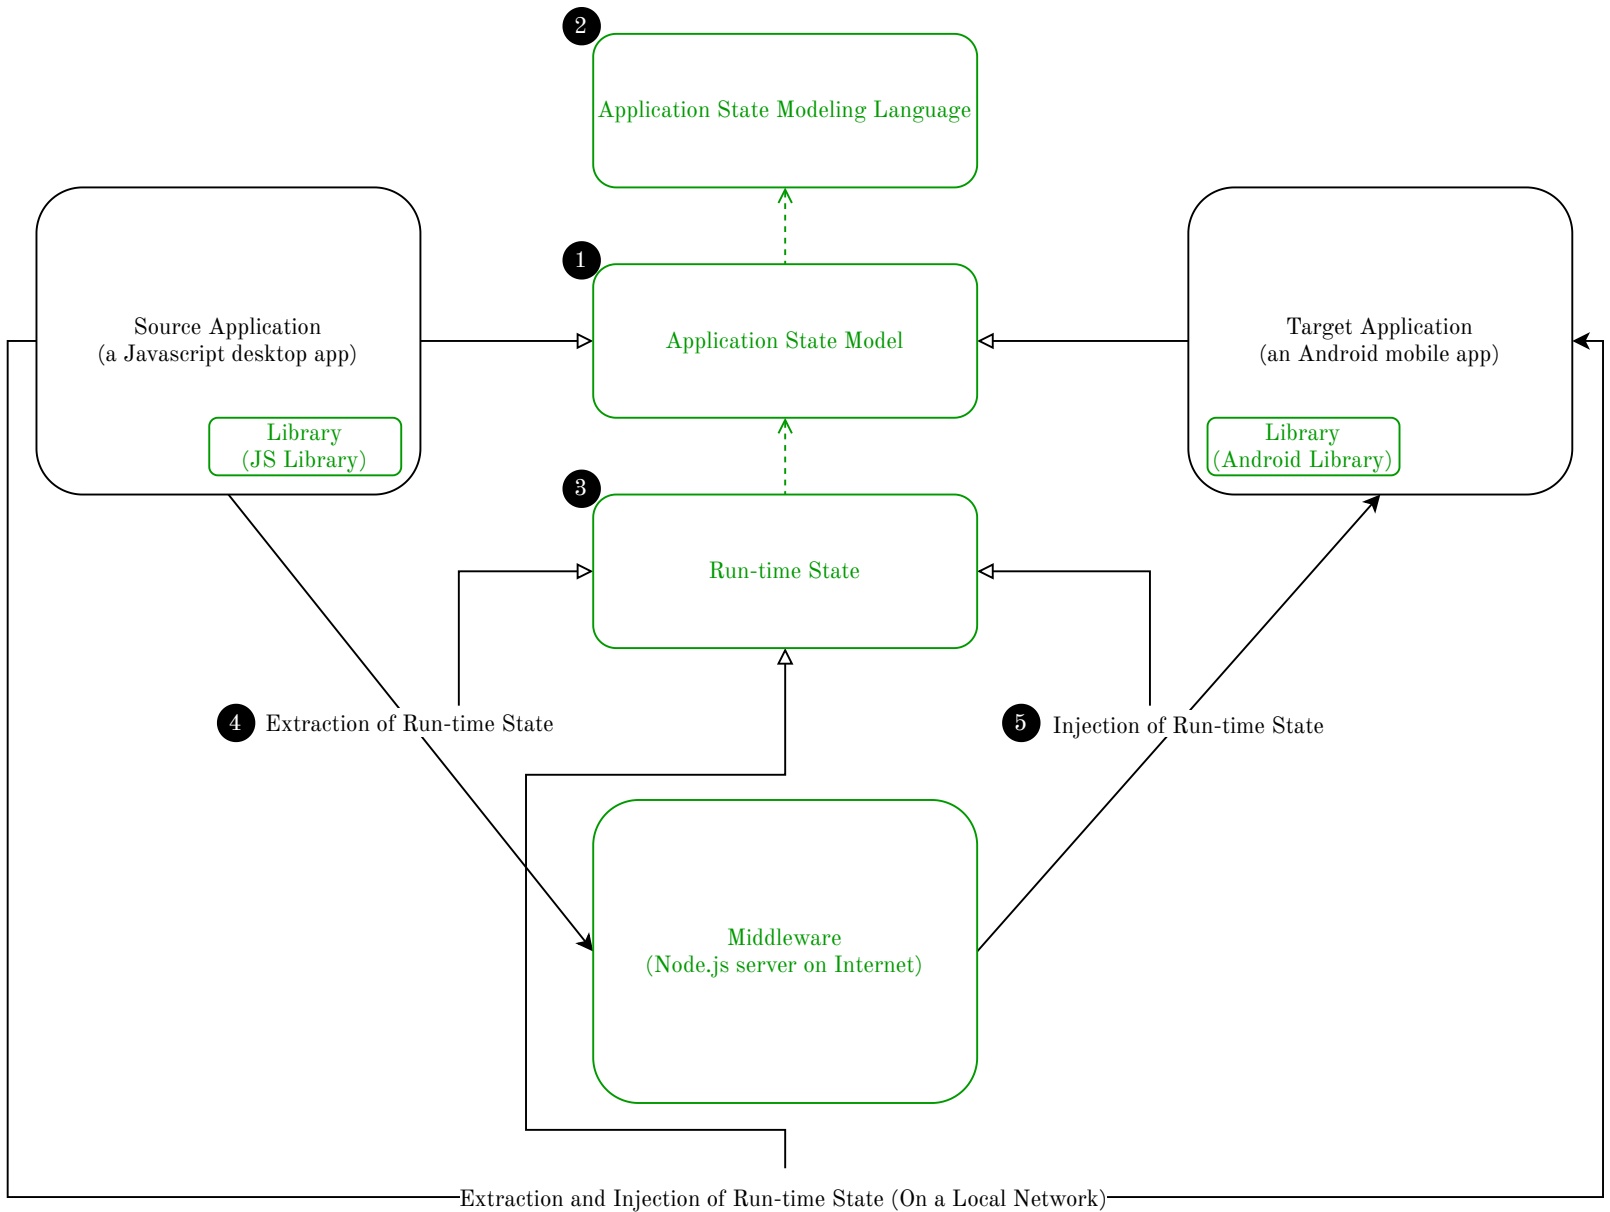 2
Application State Modeling Language
1
Source Application
(a Javascript desktop app)
Application State Model
Target Application
(an Android mobile app)
Library
(JS Library)
Library
(Android Library)
3
Run-time State
4
Extraction of Run-time State
5
Injection of Run-time State
Middleware
(Node.js server on Internet)
Extraction and Injection of Run-time State (On a Local Network)